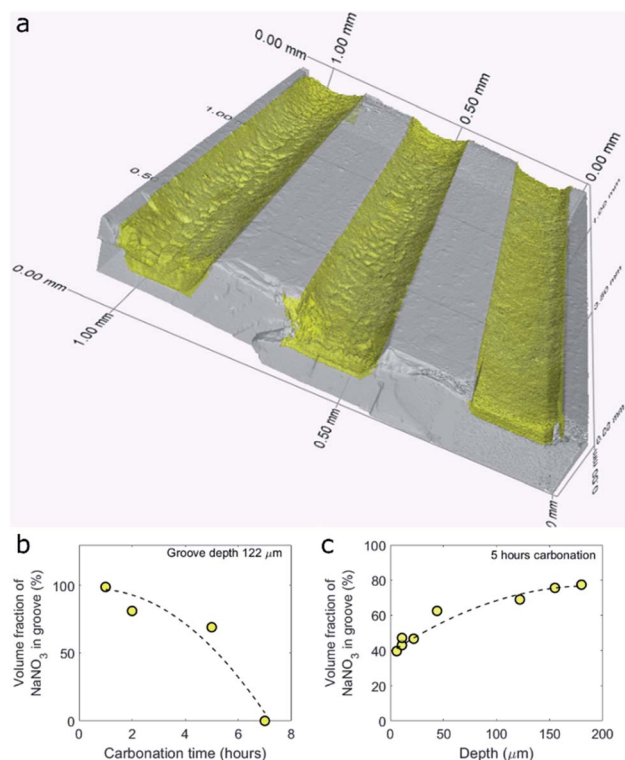 a
0.00 mm
1.00 mm
1.00
0.50 mm
0.00 mm
0.50
1.00 mm
0.00 mm
1.00 mm
0.50 mm
b
Groove depth 122 μm
Volume fraction of
NaNO3 in groove (%)
100
50
0
0 2 4 6 8
Carbonation time (hours)
c
5 hours carbonation
Volume fraction of
NaNO3 in groove (%)
100
80
60
40
20
0
0 50 100 150 200
Depth (μm)